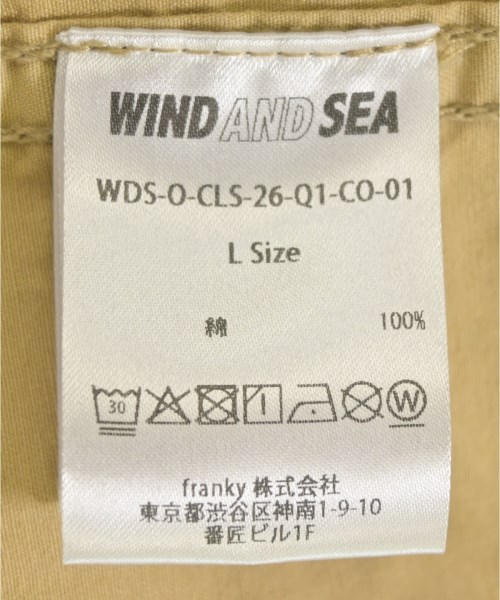 WIND AND SEA
WDS-O-CLS-26-Q1-CO-01
L Size
綿 100%
30 W
franky 株式会社
東京都渋谷区神南1-9-10
番匠ビル1F